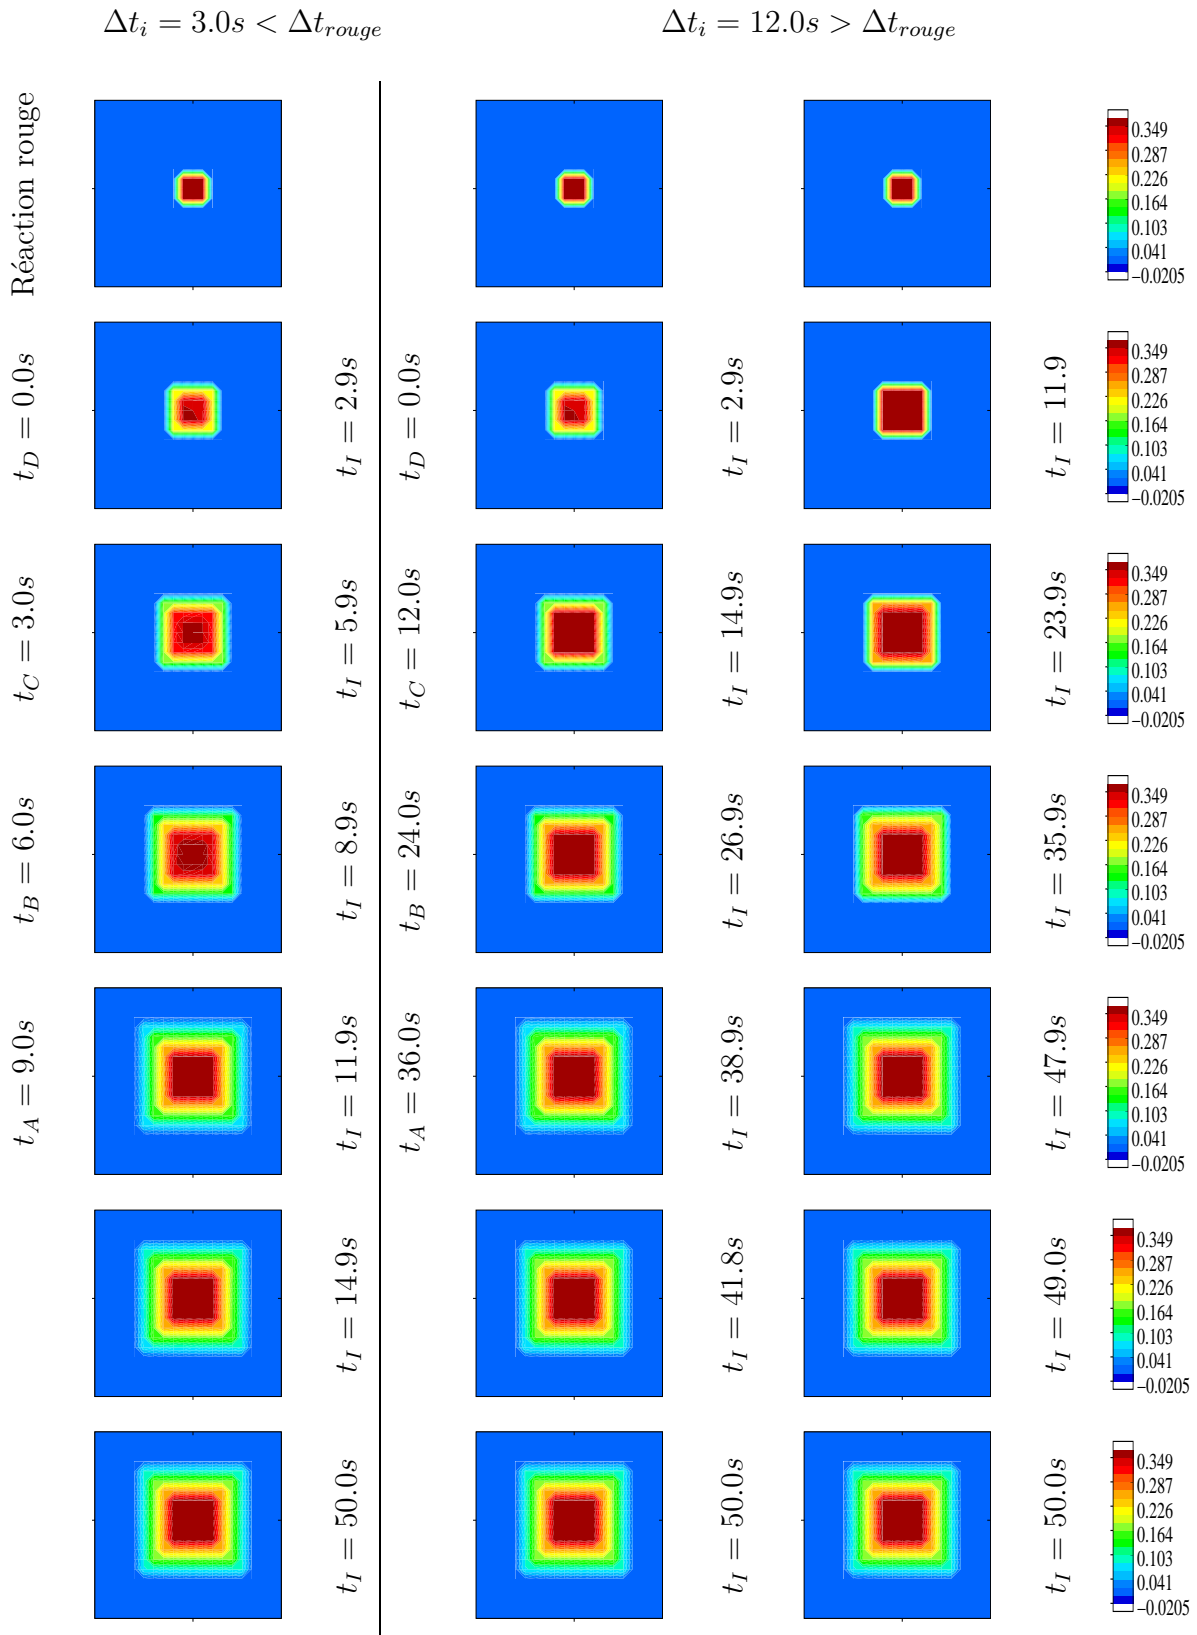 Δt_i = 3.0s < Δt_rouge
Δt_i = 12.0s > Δt_rouge
Réaction rouge
0.349
0.287
0.226
0.164
0.103
0.041
−0.0205
t_D = 0.0s
t_I = 2.9s
t_D = 0.0s
t_I = 2.9s
t_I = 11.9
0.349
0.287
0.226
0.164
0.103
0.041
−0.0205
t_C = 3.0s
t_I = 5.9s
t_C = 12.0s
t_I = 14.9s
t_I = 23.9s
0.349
0.287
0.226
0.164
0.103
0.041
−0.0205
t_B = 6.0s
t_I = 8.9s
t_B = 24.0s
t_I = 26.9s
t_I = 35.9s
0.349
0.287
0.226
0.164
0.103
0.041
−0.0205
t_A = 9.0s
t_I = 11.9s
t_A = 36.0s
t_I = 38.9s
t_I = 47.9s
0.349
0.287
0.226
0.164
0.103
0.041
−0.0205
t_I = 14.9s
t_I = 41.8s
t_I = 49.0s
0.349
0.287
0.226
0.164
0.103
0.041
−0.0205
t_I = 50.0s
t_I = 50.0s
t_I = 50.0s
0.349
0.287
0.226
0.164
0.103
0.041
−0.0205